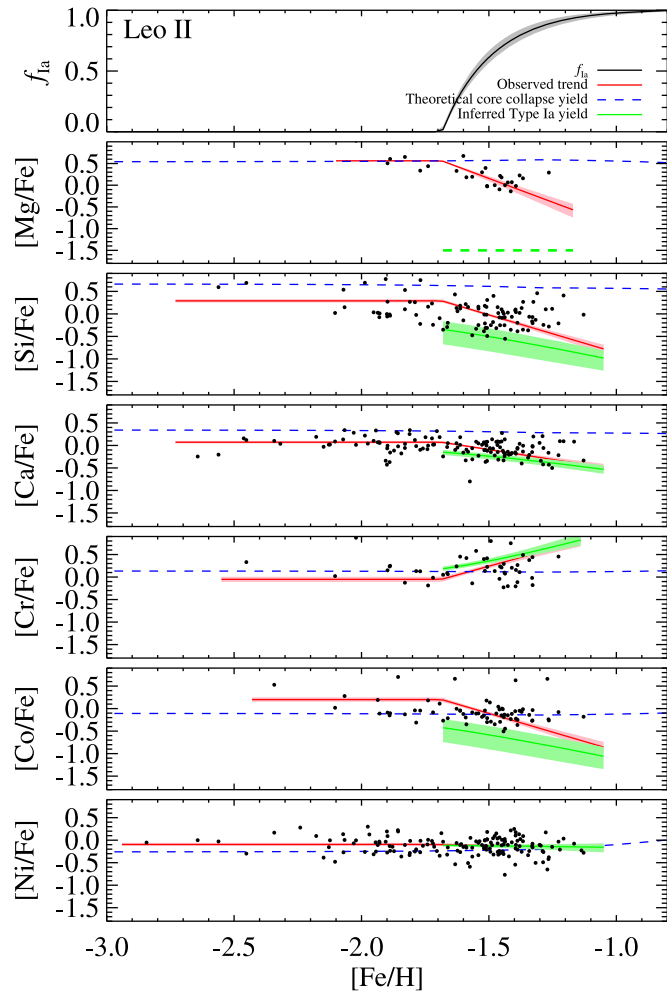 Leo II
1.0
0.5
0.0
f_Ia
f_Ia
Observed trend
Theoretical core collapse yield
Inferred Type Ia yield
0.5
0.0
-0.5
-1.0
-1.5
[Mg/Fe]
0.5
0.0
-0.5
-1.0
-1.5
[Si/Fe]
0.5
0.0
-0.5
-1.0
-1.5
[Ca/Fe]
0.5
0.0
-0.5
-1.0
-1.5
[Cr/Fe]
0.5
0.0
-0.5
-1.0
-1.5
[Co/Fe]
0.5
0.0
-0.5
-1.0
-1.5
[Ni/Fe]
-3.0 -2.5 -2.0 -1.5 -1.0
[Fe/H]